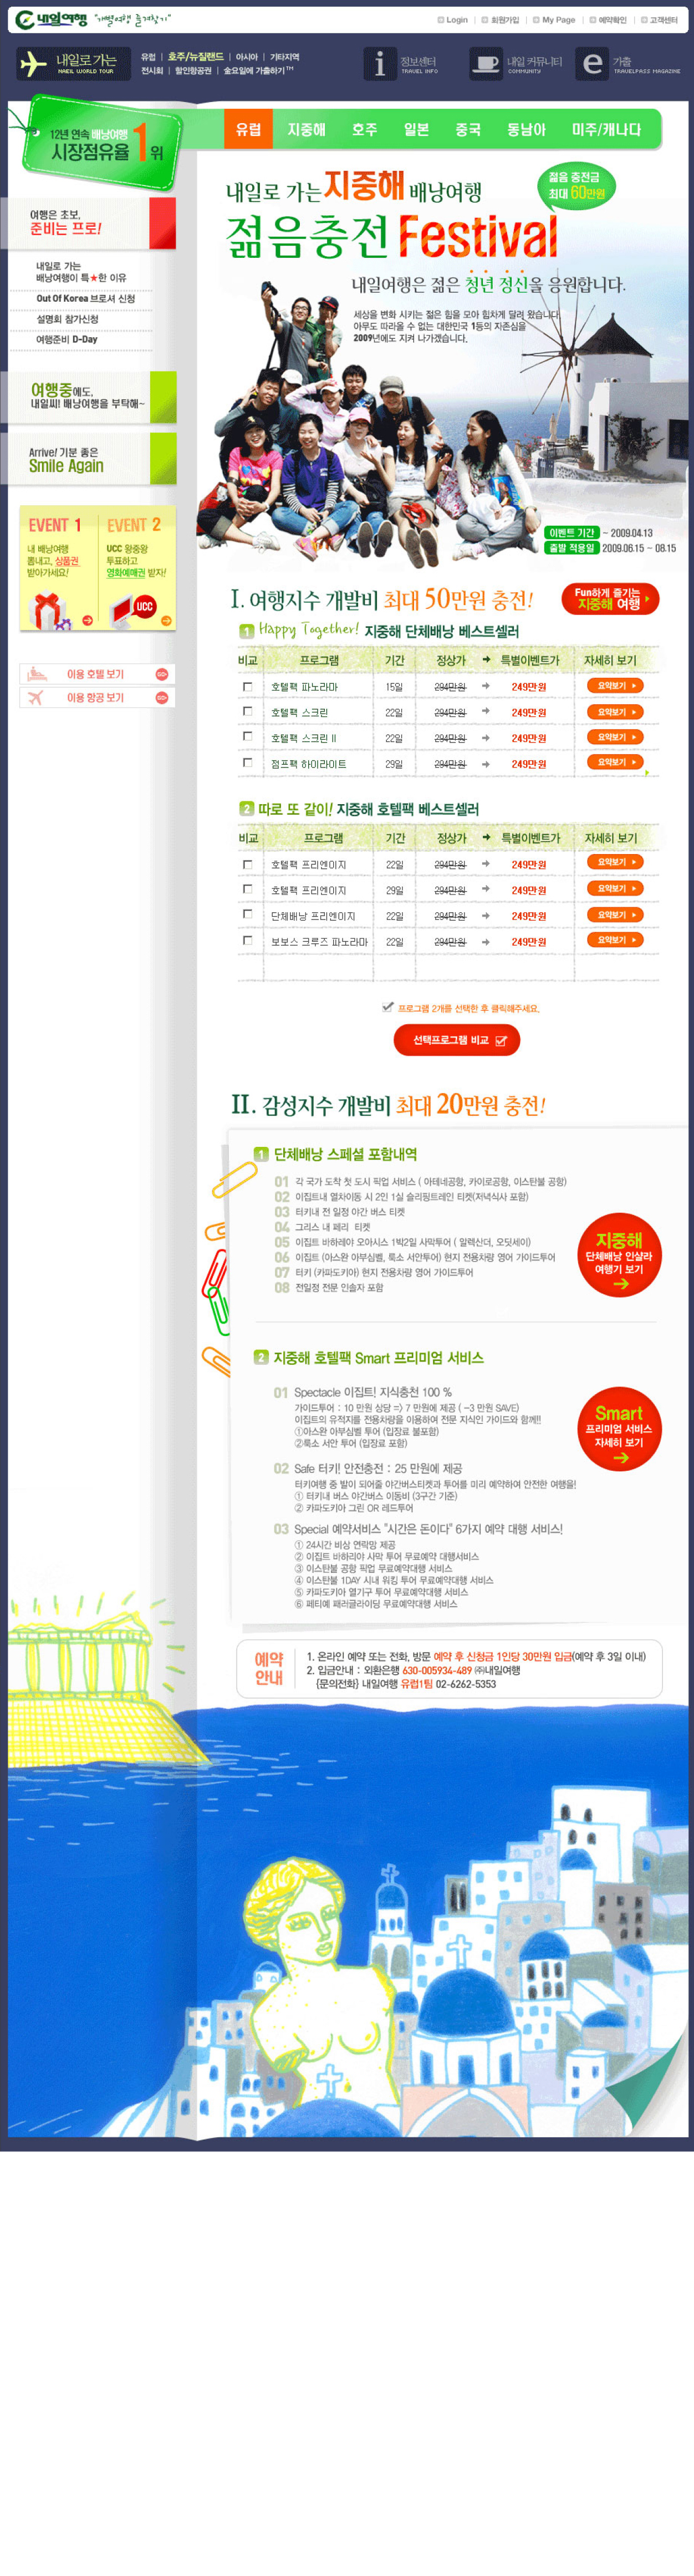 내일여행 "개별여행 즐겨찾기"
Login 회원가입 My Page 예약확인 고객센터
내일로 가는
NAEIL WORLD TOUR
유럽 호주/뉴질랜드 아시아 기타지역
전시회 할인항공권 금요일에 가출하기™
정보센터
TRAVEL INFO
내일 커뮤니티
COMMUNITY
가출
TRAVELPASS MAGAZINE
12년 연속 배낭여행
시장점유율 1위
유럽 지중해 호주 일본 중국 동남아 미주/캐나다
여행은 초보,
준비는 프로!
내일로 가는
배낭여행이 특★한 이유
Out Of Korea 브로셔 신청
설명회 참가신청
여행준비 D-Day
여행중에도,
내일씨! 배낭여행을 부탁해~
Arrive! 기분 좋은
Smile Again
EVENT 1
내 배낭여행
뽐내고, 상품권
받아가세요!
EVENT 2
UCC 왕중왕
투표하고
영화예매권 받자!
UCC
이용 호텔 보기 GO
이용 항공 보기 GO
내일로 가는 지중해 배낭여행
젊음충전 Festival
젊음 충전금
최대 60만원
내일여행은 젊은 청년 정신을 응원합니다.
세상을 변화 시키는 젊은 힘을 모아 힘차게 달려 왔습니다.
아무도 따라올 수 없는 대한민국 1등의 자존심을
2009년에도 지켜 나가겠습니다.
이벤트 기간 ~ 2009.04.13
출발 적용일 2009.06.15 ~ 08.15
I. 여행지수 개발비 최대 50만원 충전!
Fun하게 즐기는
지중해 여행
1 Happy Together! 지중해 단체배낭 베스트셀러
비교 프로그램 기간 정상가 → 특별이벤트가 자세히 보기
호텔팩 파노라마 15일 294만원 → 249만원 요약보기
호텔팩 스크린 22일 294만원 → 249만원 요약보기
호텔팩 스크린 II 22일 294만원 → 249만원 요약보기
점프팩 하이라이트 29일 294만원 → 249만원 요약보기
2 따로 또 같이! 지중해 호텔팩 베스트셀러
비교 프로그램 기간 정상가 → 특별이벤트가 자세히 보기
호텔팩 프리엔이지 22일 294만원 → 249만원 요약보기
호텔팩 프리엔이지 29일 294만원 → 249만원 요약보기
단체배낭 프리엔이지 22일 294만원 → 249만원 요약보기
보보스 크루즈 파노라마 22일 294만원 → 249만원 요약보기
프로그램 2개를 선택한 후 클릭해주세요.
선택프로그램 비교
II. 감성지수 개발비 최대 20만원 충전!
1 단체배낭 스페셜 포함내역
01 각 국가 도착 첫 도시 픽업 서비스 ( 아테네공항, 카이로공항, 이스탄불 공항)
02 이집트내 열차이동 시 2인 1실 슬리핑트레인 티켓(저녁식사 포함)
03 터키내 전 일정 야간 버스 티켓
04 그리스 내 페리 티켓
05 이집트 바하레야 오아시스 1박2일 사막투어 ( 알렉산더, 오딧세이)
06 이집트 (아스완 아부심벨, 룩소 서안투어) 현지 전용차량 영어 가이드투어
07 터키 (카파도키아) 현지 전용차량 영어 가이드투어
08 전일정 전문 인솔자 포함
지중해
단체배낭 인살라
여행기 보기
2 지중해 호텔팩 Smart 프리미엄 서비스
01 Spectacle 이집트! 지식충천 100 %
가이드투어 : 10 만원 상당 => 7 만원에 제공 ( -3 만원 SAVE)
이집트의 유적지를 전용차량을 이용하여 전문 지식인 가이드와 함께!!
①아스완 아부심벨 투어 (입장료 불포함)
②룩소 서안 투어 (입장료 포함)
Smart
프리미엄 서비스
자세히 보기
02 Safe 터키! 안전충전 : 25 만원에 제공
터키여행 중 발이 되어줄 야간버스티켓과 투어를 미리 예약하여 안전한 여행을!
① 터키내 버스 야간버스 이동비 (3구간 기준)
② 카파도키아 그린 OR 레드투어
03 Special 예약서비스 "시간은 돈이다" 6가지 예약 대행 서비스!
① 24시간 비상 연락망 제공
② 이집트 바하리야 사막 투어 무료예약 대행서비스
③ 이스탄불 공항 픽업 무료예약대행 서비스
④ 이스탄불 1DAY 시내 워킹 투어 무료예약대행 서비스
⑤ 카파도키아 열기구 투어 무료예약대행 서비스
⑥ 페티예 패러글라이딩 무료예약대행 서비스
예약
안내
1. 온라인 예약 또는 전화, 방문 예약 후 신청금 1인당 30만원 입금(예약 후 3일 이내)
2. 입금안내 : 외환은행 630-005934-489 ㈜내일여행
{문의전화} 내일여행 유럽1팀 02-6262-5353